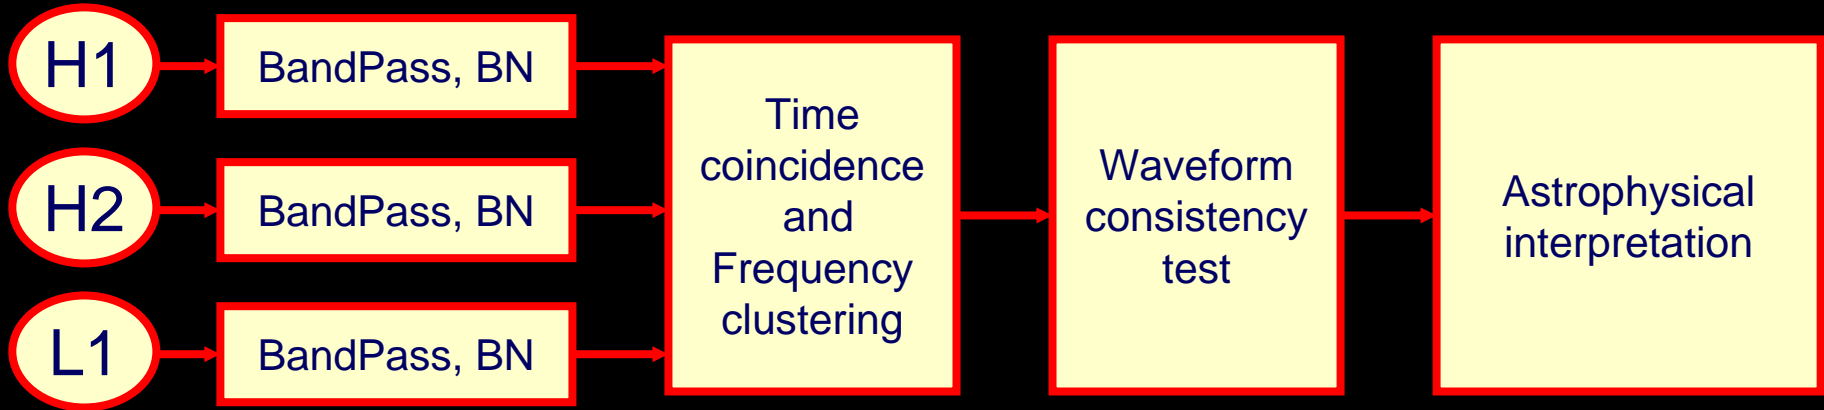 H1
BandPass, BN
H2
BandPass, BN
L1
BandPass, BN
Time
coincidence
and
Frequency
clustering
Waveform
consistency
test
Astrophysical
interpretation